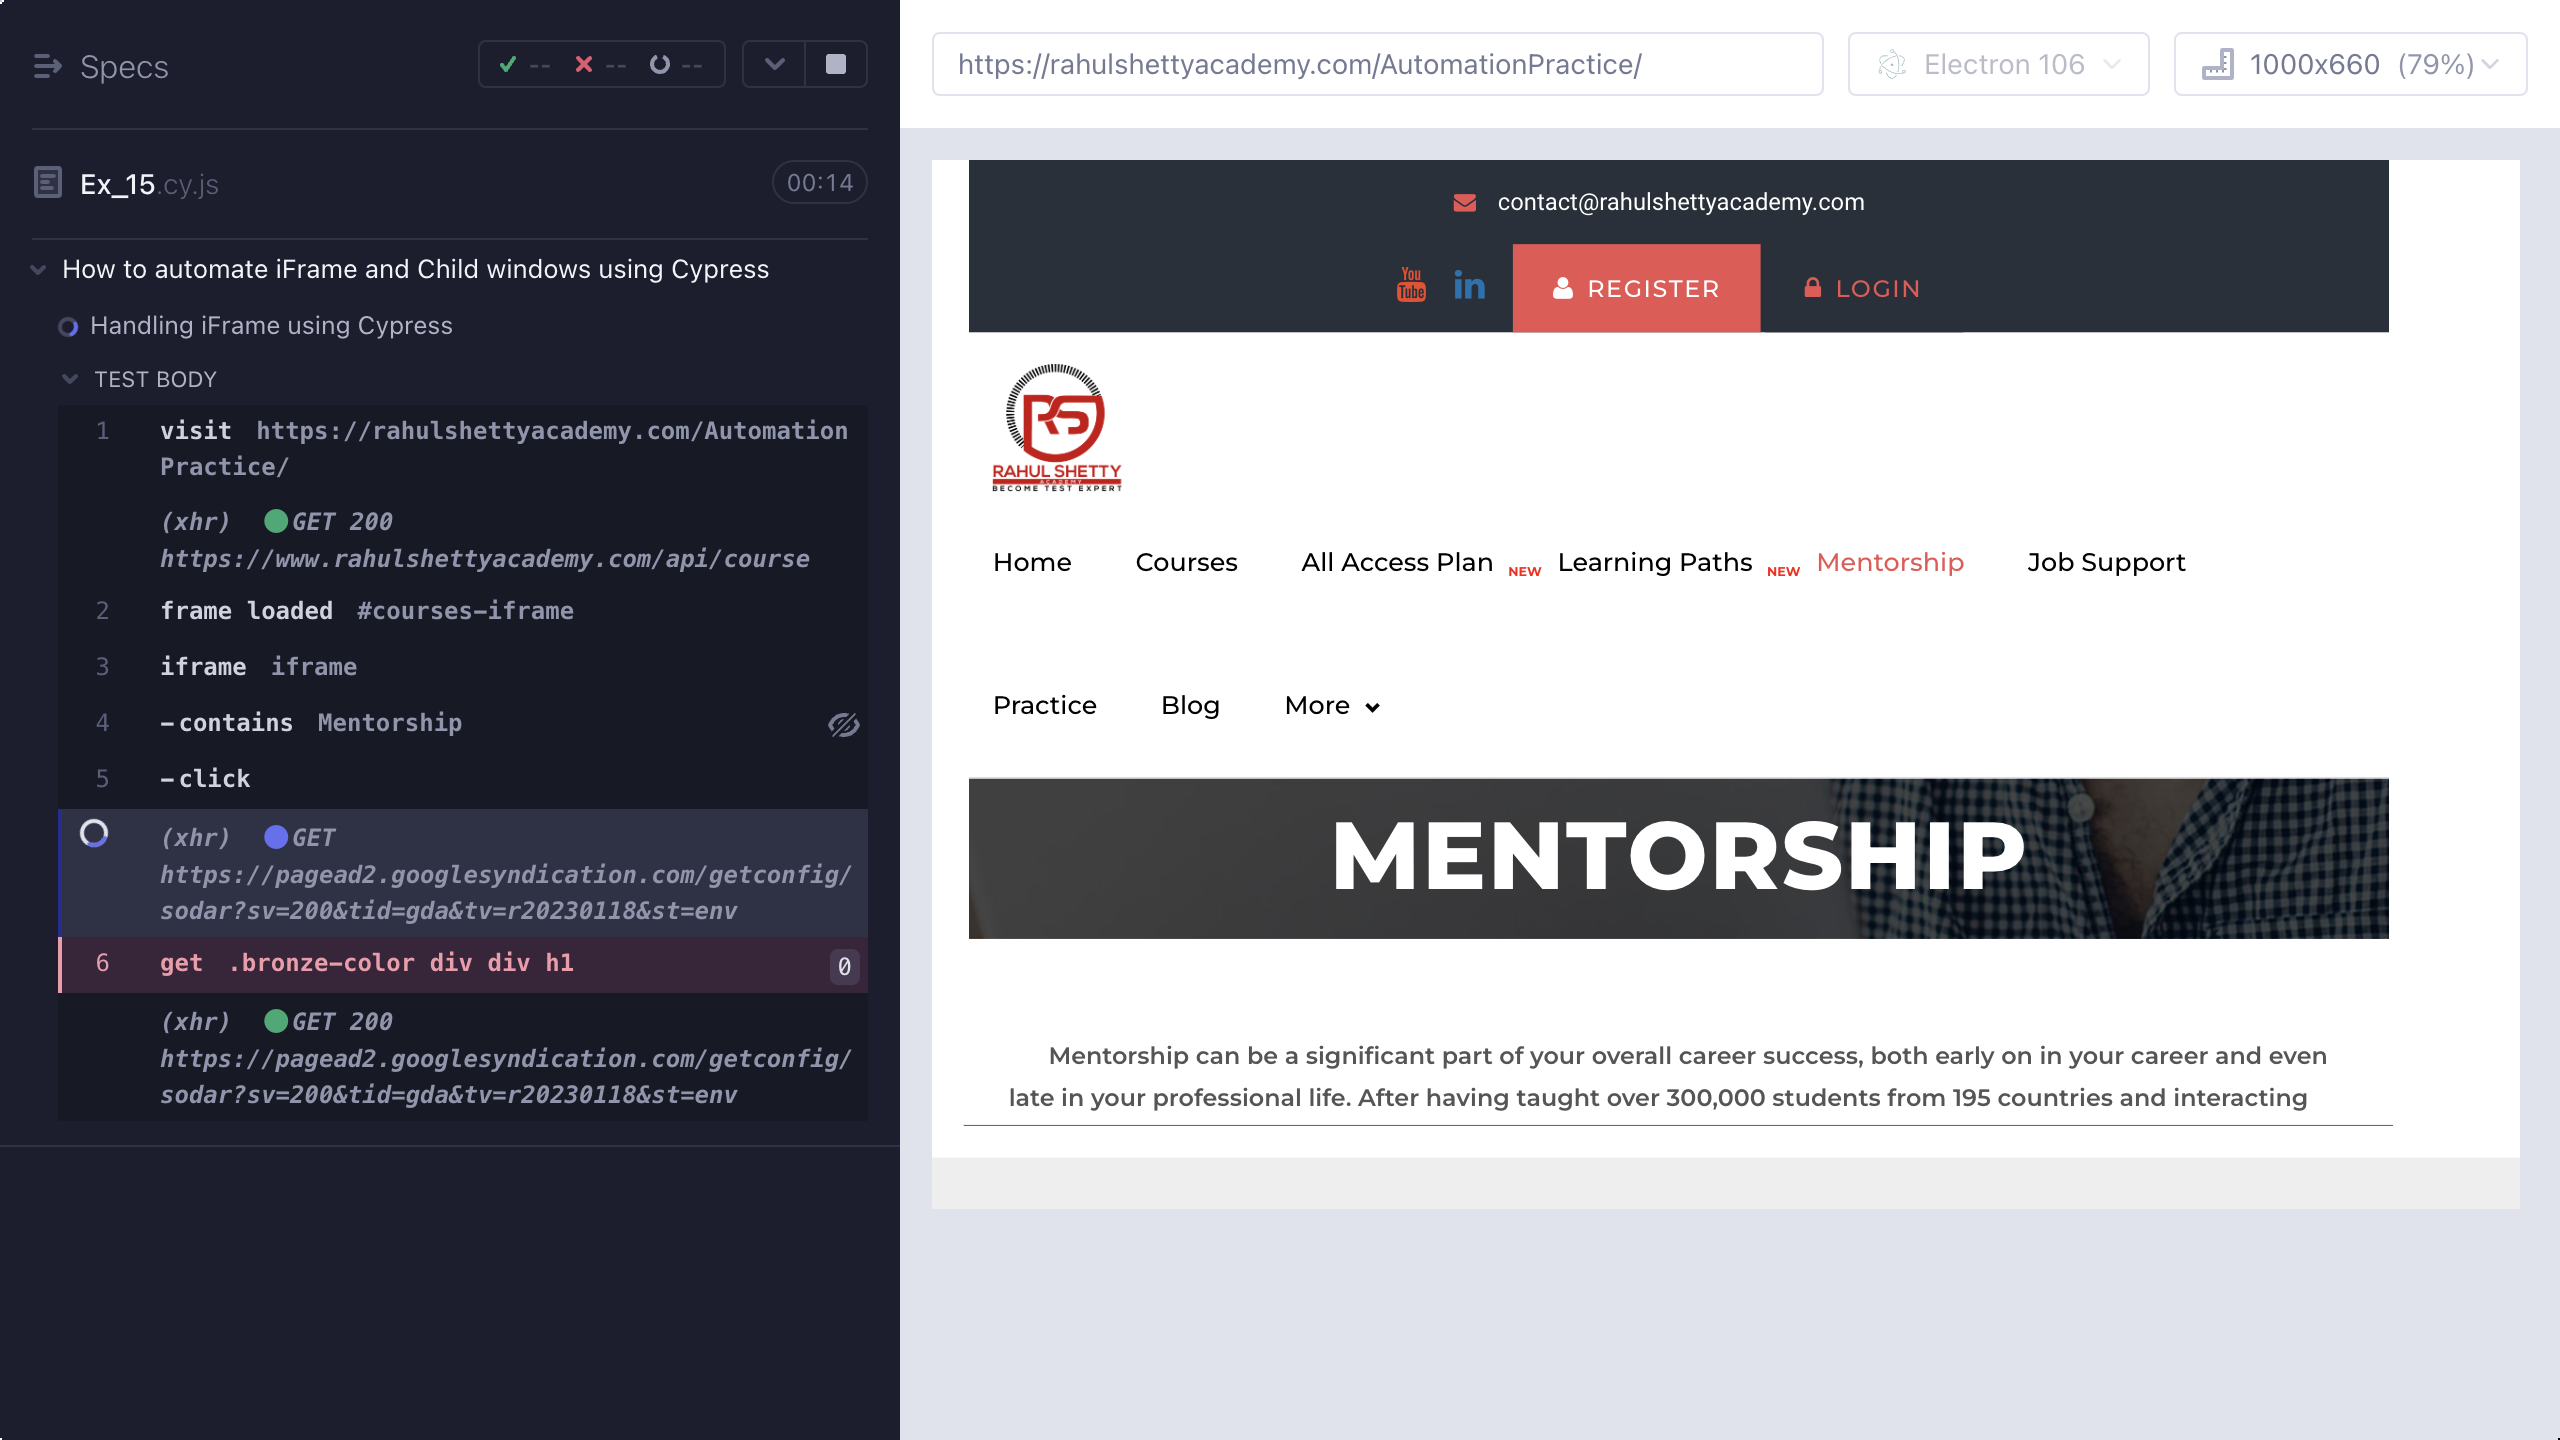 Specs
-- -- --
Ex_15.cy.js
00:14
How to automate iFrame and Child windows using Cypress
Handling iFrame using Cypress
TEST BODY
1 visit https://rahulshettyacademy.com/Automation
Practice/
(xhr) GET 200
https://www.rahulshettyacademy.com/api/course
2 frame loaded #courses-iframe
3 iframe iframe
4 -contains Mentorship
5 -click
(xhr) GET
https://pagead2.googlesyndication.com/getconfig/
sodar?sv=200&tid=gda&tv=r20230118&st=env
6 get .bronze-color div div h1 0
(xhr) GET 200
https://pagead2.googlesyndication.com/getconfig/
sodar?sv=200&tid=gda&tv=r20230118&st=env
https://rahulshettyacademy.com/AutomationPractice/
Electron 106
1000x660 (79%)
contact@rahulshettyacademy.com
You
Tube
in
REGISTER
LOGIN
RS
RAHUL SHETTY
ACADEMY
BECOME TEST EXPERT
Home Courses All Access Plan NEW Learning Paths NEW Mentorship Job Support
Practice Blog More
MENTORSHIP
Mentorship can be a significant part of your overall career success, both early on in your career and even
late in your professional life. After having taught over 300,000 students from 195 countries and interacting